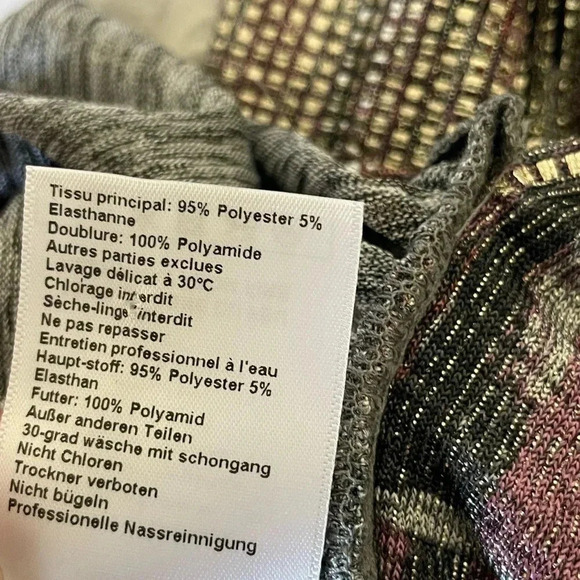 Tissu principal: 95% Polyester 5%
Elasthanne
Doublure: 100% Polyamide
Autres parties exclues
Lavage délicat à 30°C
Chlorage interdit
Sèche-linge interdit
Ne pas repasser
Entretien professionnel à l'eau
Haupt-stoff: 95% Polyester 5%
Elasthan
Futter: 100% Polyamid
Außer anderen Teilen
30-grad wäsche mit schongang
Nicht Chloren
Trockner verboten
Nicht bügeln
Professionelle Nassreinnigung